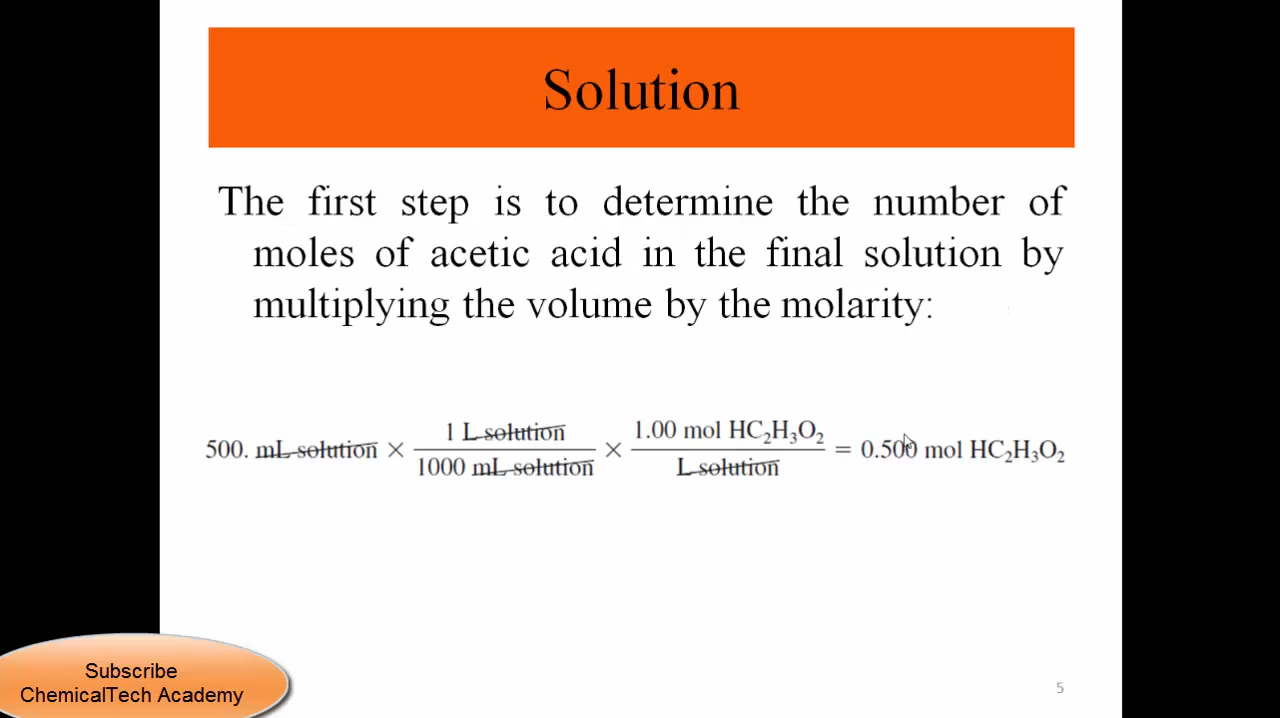 Solution
The first step is to determine the number of
moles of acetic acid in the final solution by
multiplying the volume by the molarity:
500. mL solution × 1 L solution / 1000 mL solution × 1.00 mol HC₂H₃O₂ / L solution = 0.500 mol HC₂H₃O₂
Subscribe
ChemicalTech Academy
5